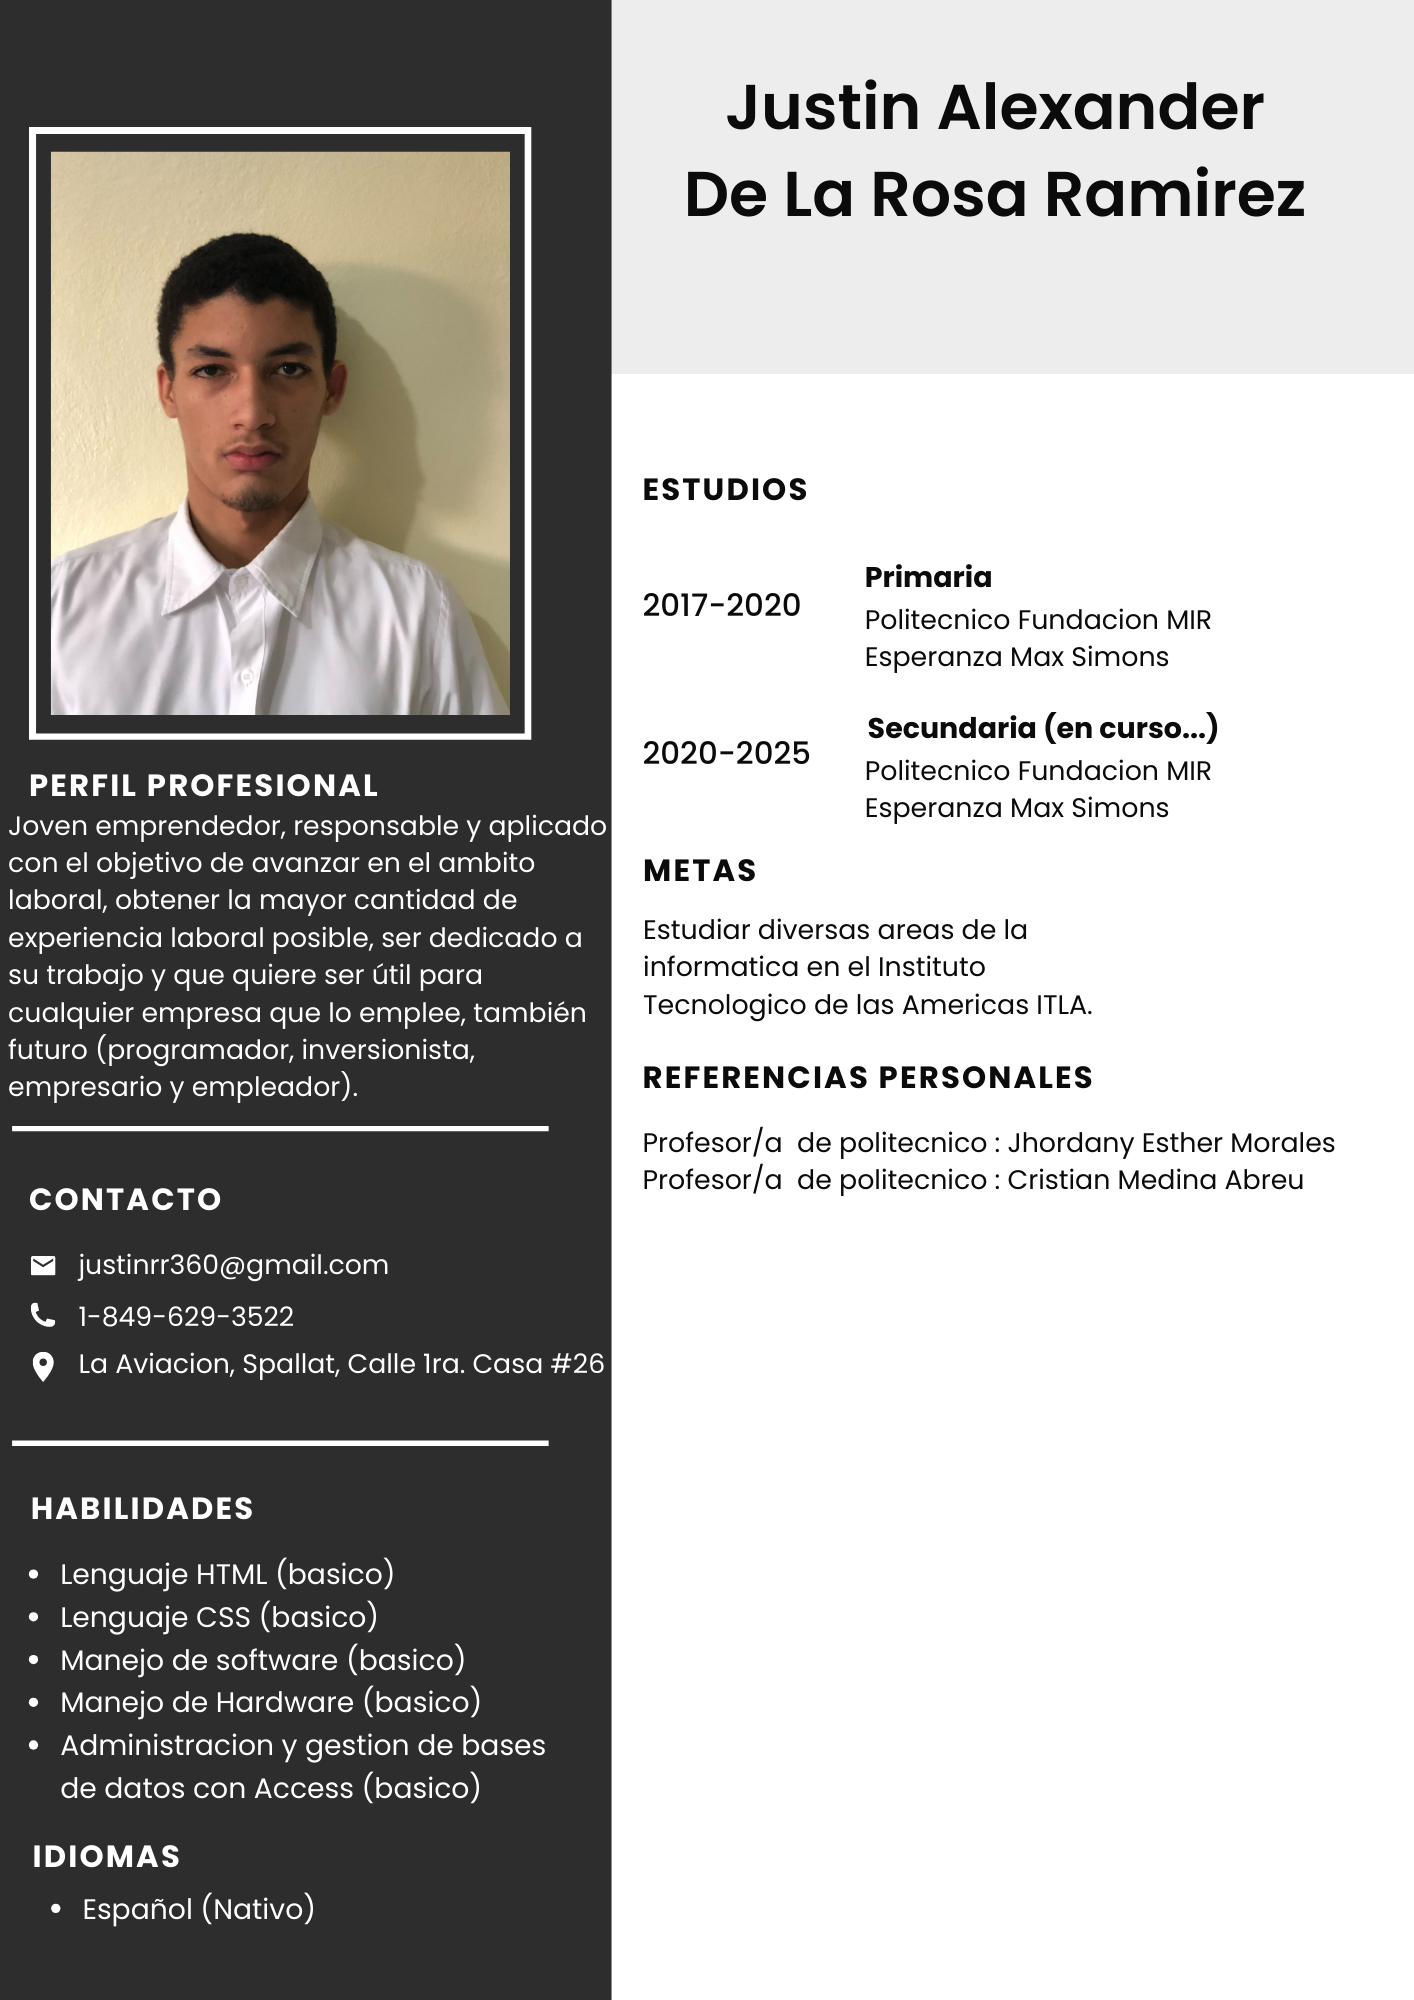 Justin Alexander
De La Rosa Ramirez
PERFIL PROFESIONAL
Joven emprendedor, responsable y aplicado
con el objetivo de avanzar en el ambito
laboral, obtener la mayor cantidad de
experiencia laboral posible, ser dedicado a
su trabajo y que quiere ser útil para
cualquier empresa que lo emplee, también
futuro (programador, inversionista,
empresario y empleador).
CONTACTO
justinrr360@gmail.com
1-849-629-3522
La Aviacion, Spallat, Calle 1ra. Casa #26
HABILIDADES
• Lenguaje HTML (basico)
• Lenguaje CSS (basico)
• Manejo de software (basico)
• Manejo de Hardware (basico)
• Administracion y gestion de bases
de datos con Access (basico)
IDIOMAS
• Español (Nativo)
ESTUDIOS
2017-2020
Primaria
Politecnico Fundacion MIR
Esperanza Max Simons
2020-2025
Secundaria (en curso...)
Politecnico Fundacion MIR
Esperanza Max Simons
METAS
Estudiar diversas areas de la
informatica en el Instituto
Tecnologico de las Americas ITLA.
REFERENCIAS PERSONALES
Profesor/a  de politecnico : Jhordany Esther Morales
Profesor/a  de politecnico : Cristian Medina Abreu